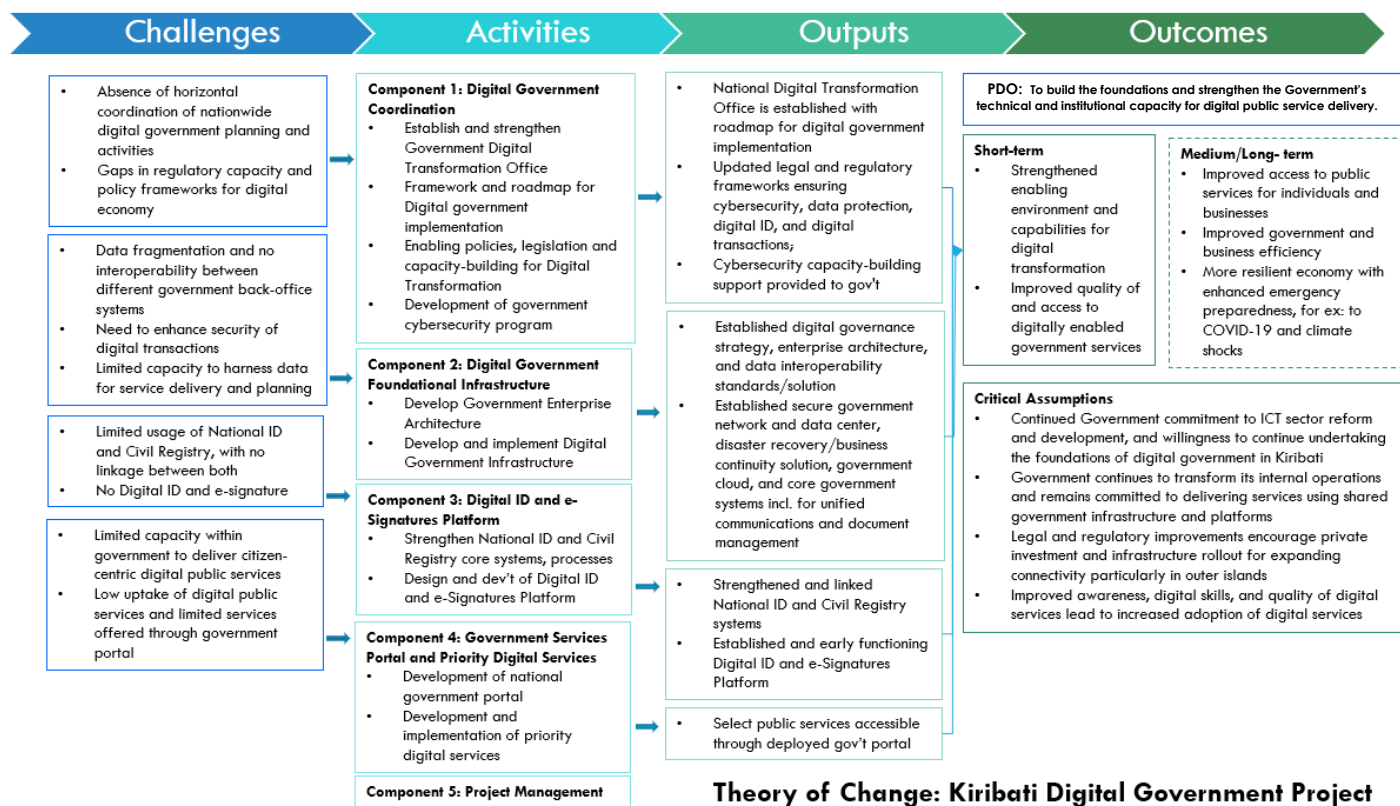 Challenges
Activities
Outputs
Outcomes
• Absence of horizontal
coordination of nationwide
digital government planning and
activities
• Gaps in regulatory capacity and
policy frameworks for digital
economy
• Data fragmentation and no
interoperability between
different government back-office
systems
• Need to enhance security of
digital transactions
• Limited capacity to harness data
for service delivery and planning
• Limited usage of National ID
and Civil Registry, with no
linkage between both
• No Digital ID and e-signature
• Limited capacity within
government to deliver citizen-
centric digital public services
• Low uptake of digital public
services and limited services
offered through government
portal
Component 1: Digital Government
Coordination
• Establish and strengthen
Government Digital
Transformation Office
• Framework and roadmap for
Digital government
implementation
• Enabling policies, legislation and
capacity-building for Digital
Transformation
• Development of government
cybersecurity program
Component 2: Digital Government
Foundational Infrastructure
• Develop Government Enterprise
Architecture
• Develop and implement Digital
Government Infrastructure
Component 3: Digital ID and e-
Signatures Platform
• Strengthen National ID and Civil
Registry core systems, processes
• Design and dev't of Digital ID
and e-Signatures Platform
Component 4: Government Services
Portal and Priority Digital Services
• Development of national
government portal
• Development and
implementation of priority
digital services
Component 5: Project Management
• National Digital Transformation
Office is established with
roadmap for digital government
implementation
• Updated legal and regulatory
frameworks ensuring
cybersecurity, data protection,
digital ID, and digital
transactions;
• Cybersecurity capacity-building
support provided to gov't
• Established digital governance
strategy, enterprise architecture,
and data interoperability
standards/solution
• Established secure government
network and data center,
disaster recovery/business
continuity solution, government
cloud, and core government
systems incl. for unified
communications and document
management
• Strengthened and linked
National ID and Civil Registry
systems
• Established and early functioning
Digital ID and e-Signatures
Platform
• Select public services accessible
through deployed gov't portal
PDO: To build the foundations and strengthen the Government's
technical and institutional capacity for digital public service delivery.
Short-term
• Strengthened
enabling
environment and
capabilities for
digital
transformation
• Improved quality of
and access to
digitally enabled
government services
Medium/Long- term
• Improved access to public
services for individuals and
businesses
• Improved government and
business efficiency
• More resilient economy with
enhanced emergency
preparedness, for ex: to
COVID-19 and climate
shocks
Critical Assumptions
• Continued Government commitment to ICT sector reform
and development, and willingness to continue undertaking
the foundations of digital government in Kiribati
• Government continues to transform its internal operations
and remains committed to delivering services using shared
government infrastructure and platforms
• Legal and regulatory improvements encourage private
investment and infrastructure rollout for expanding
connectivity particularly in outer islands
• Improved awareness, digital skills, and quality of digital
services lead to increased adoption of digital services
Theory of Change: Kiribati Digital Government Project